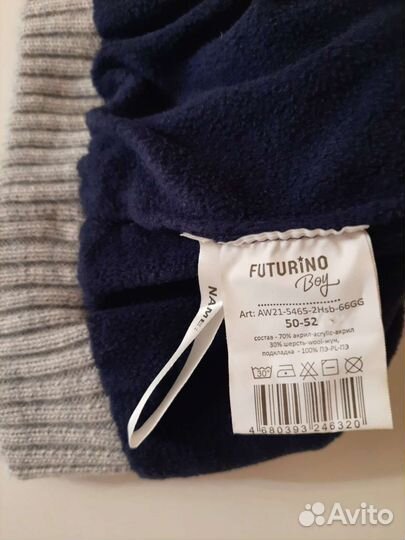 FUTURINO
Boy
Art: AW21-5465-2Hsb-66GG
50-52
состав - 70% акрил-acrylic-акрил
30% шерсть-wool-жүн,
подкладка - 100% ПЭ-PL-ПЭ
4 680393 246320
NAME:
Avito